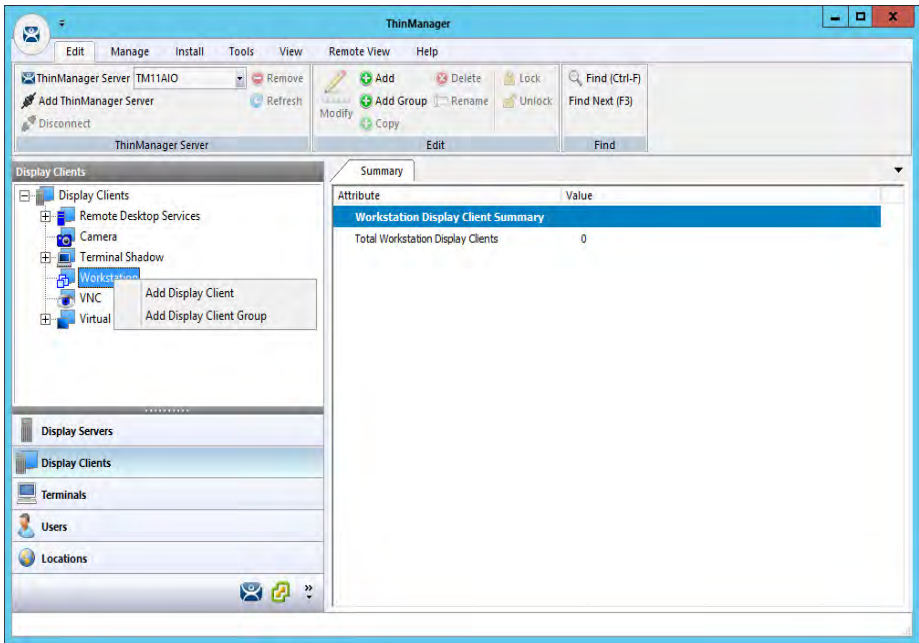 ThinManager
Edit Manage Install Tools View Remote View Help
ThinManager Server TM11AIO Remove
Add ThinManager Server Refresh
Disconnect
ThinManager Server
Modify
Add Delete Lock
Add Group Rename Unlock
Copy
Edit
Find (Ctrl-F)
Find Next (F3)
Find
Display Clients
Display Clients
Remote Desktop Services
Camera
Terminal Shadow
Workstation
VNC
Virtual
Add Display Client
Add Display Client Group
Summary
Attribute Value
Workstation Display Client Summary
Total Workstation Display Clients 0
Display Servers
Display Clients
Terminals
Users
Locations